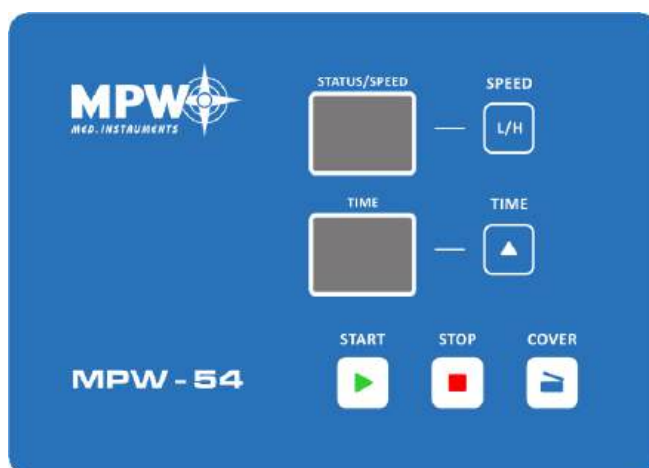 MPW
MED.INSTRUMENTS
STATUS/SPEED
SPEED
L/H
TIME
TIME
START
STOP
COVER
MPW - 54